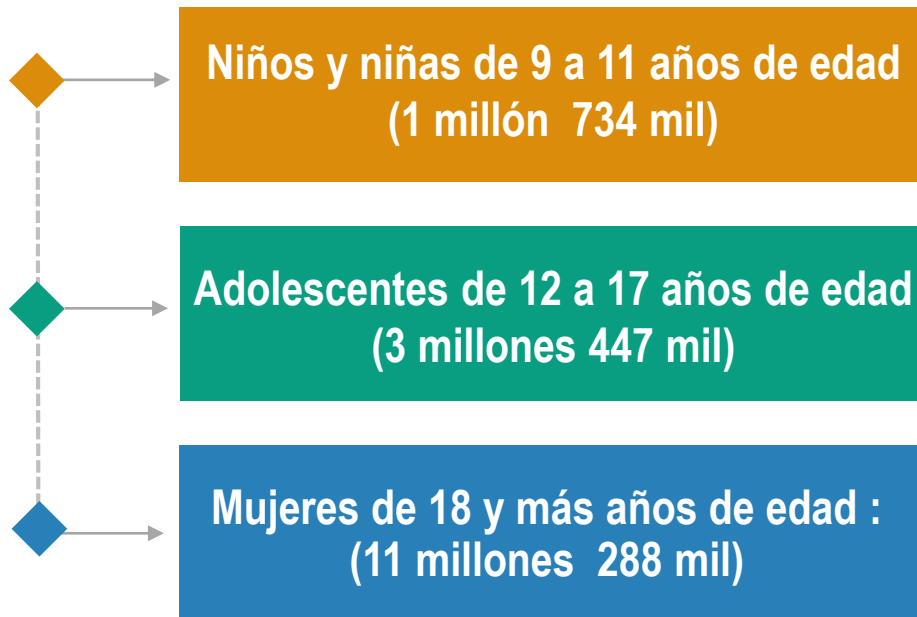 Niños y niñas de 9 a 11 años de edad
(1 millón  734 mil)
Adolescentes de 12 a 17 años de edad
(3 millones 447 mil)
Mujeres de 18 y más años de edad :
(11 millones  288 mil)